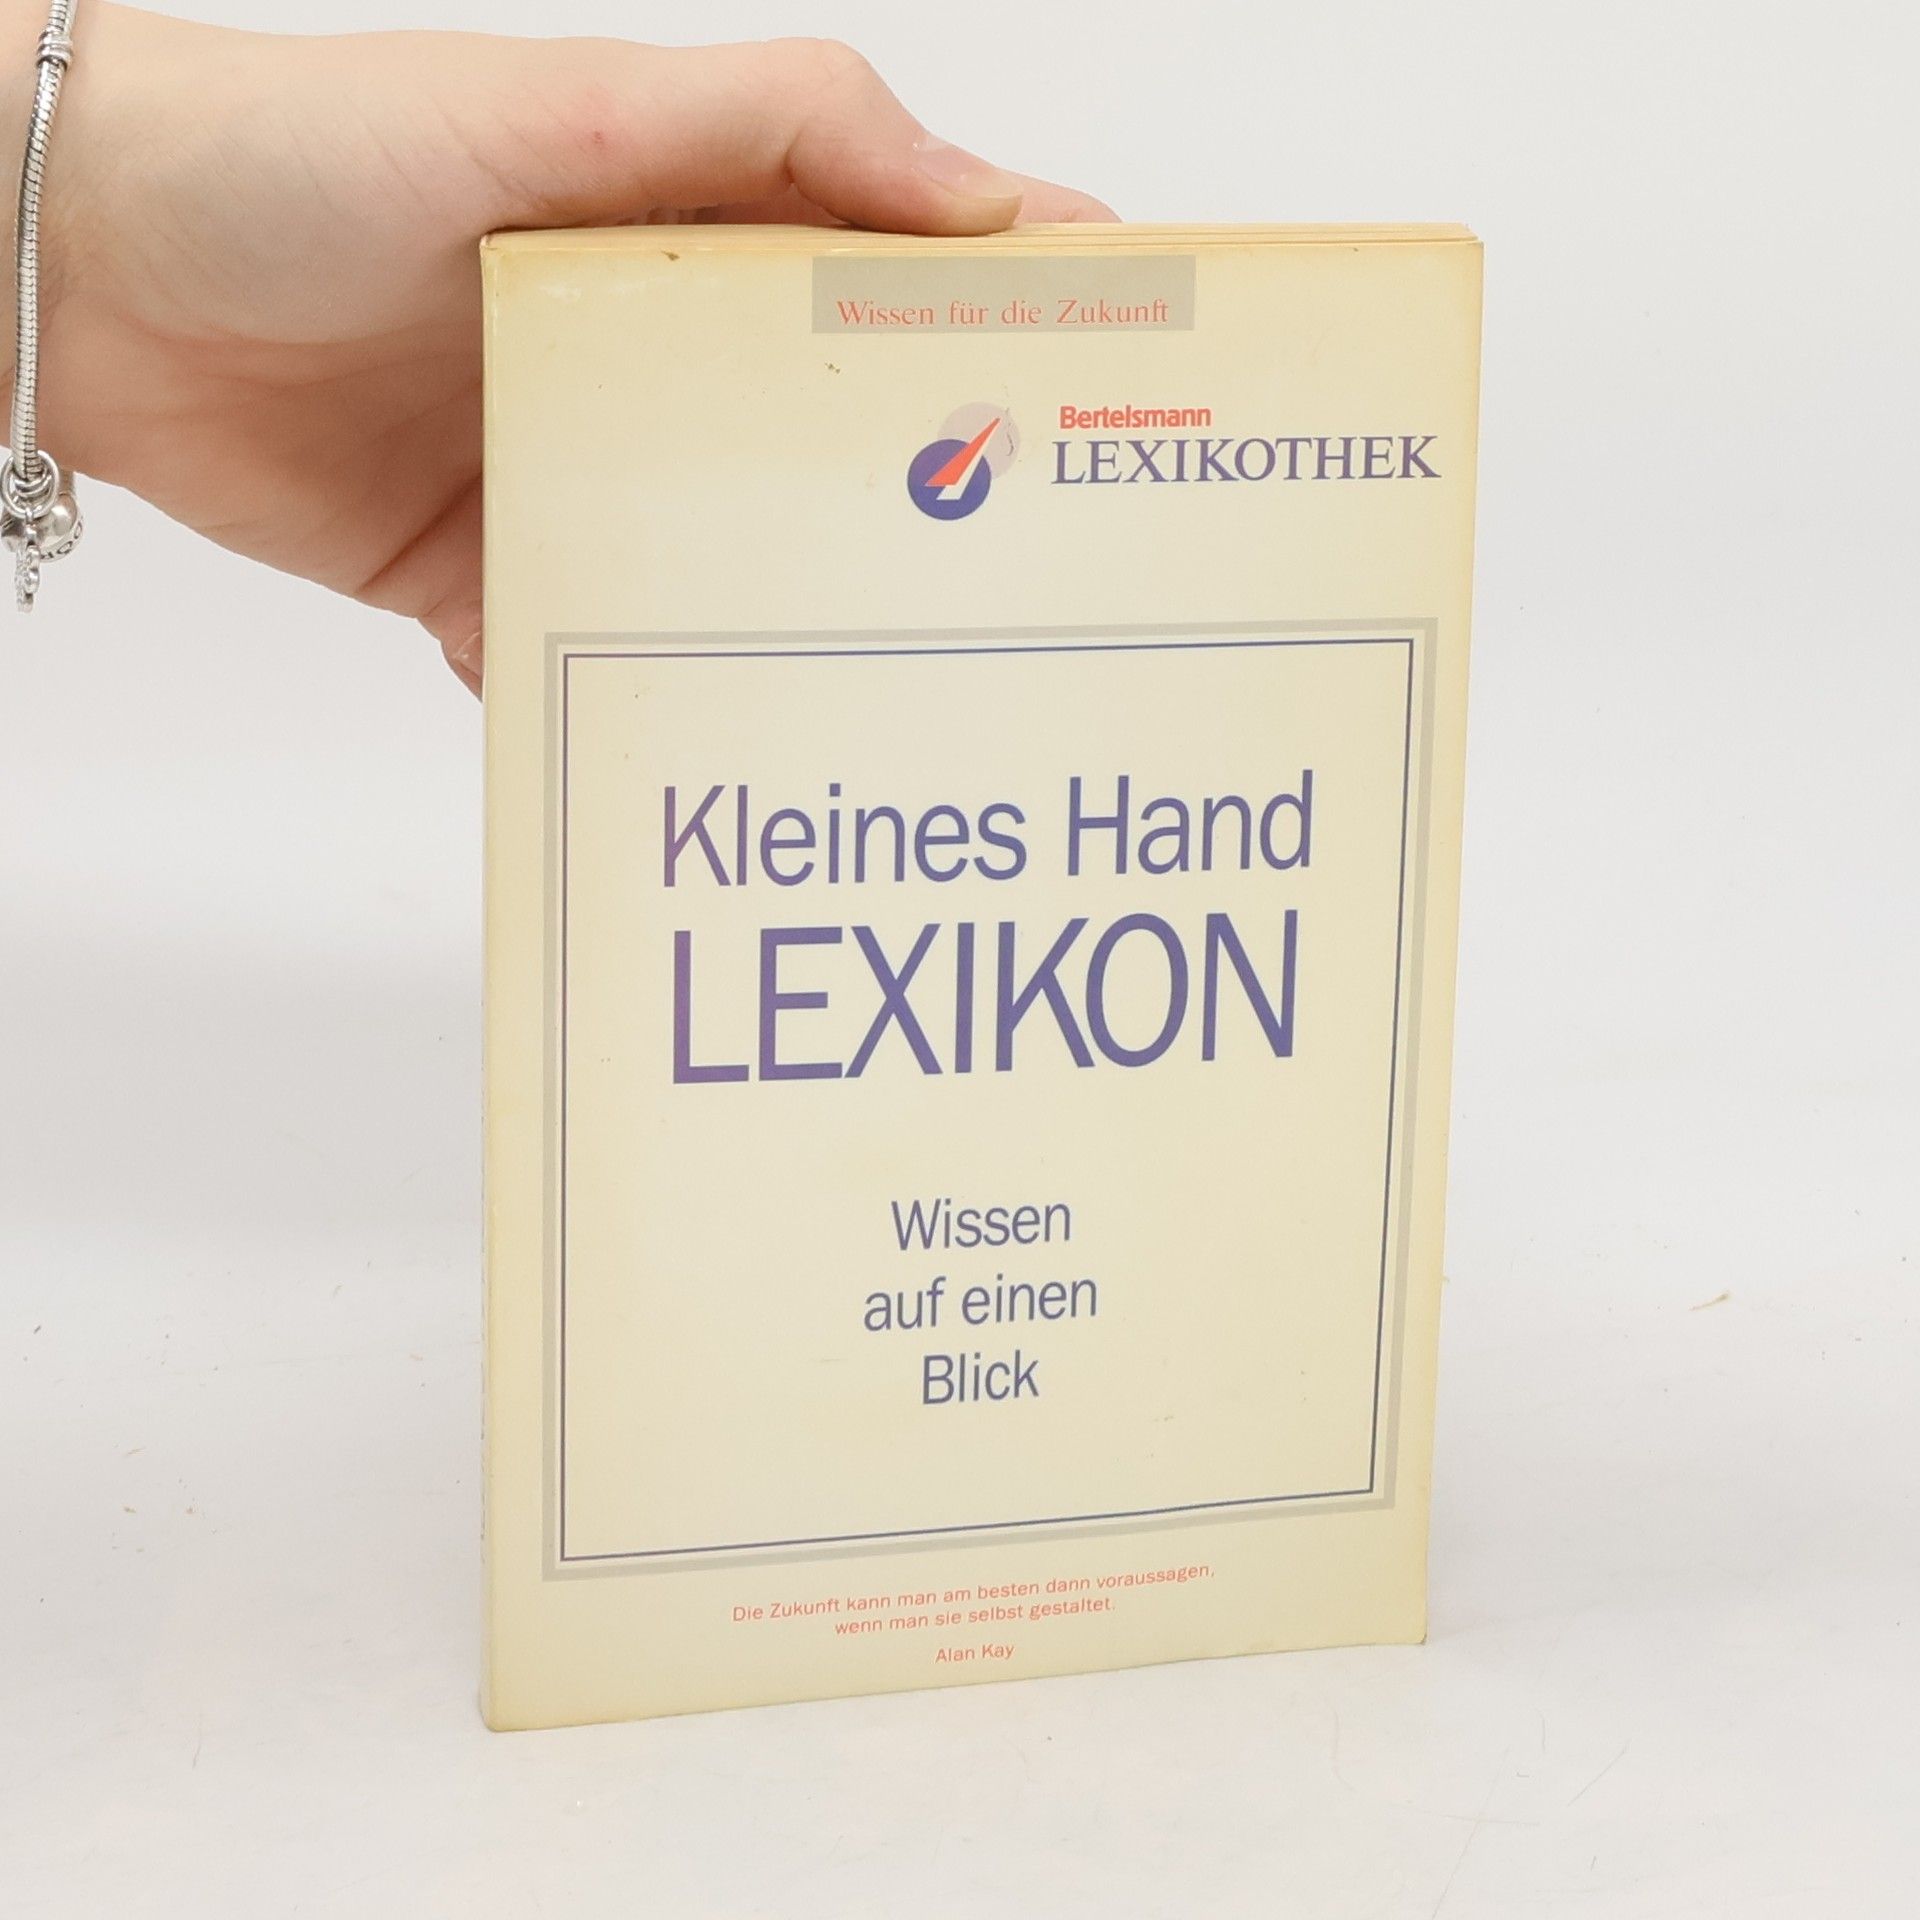 Wissen für die Zukunft
Bertelsmann
LEXIKOTHEK
Kleines Hand
LEXIKON
Wissen
auf einen
Blick
Die Zukunft kann man am besten dann voraussagen,
wenn man sie selbst gestaltet.
Alan Kay